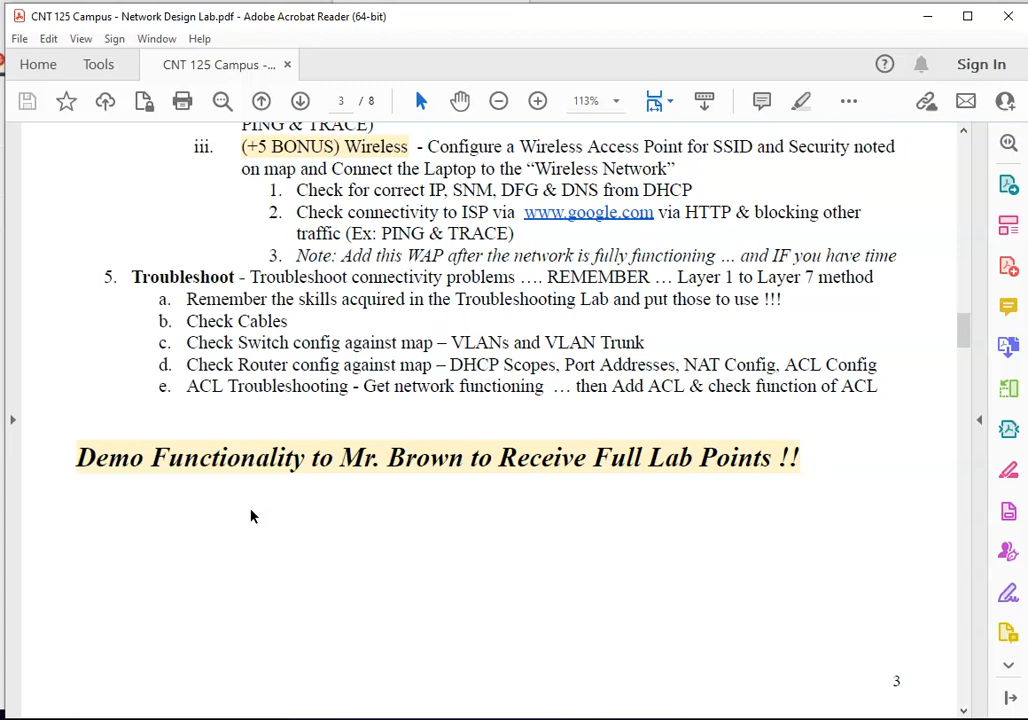 CNT 125 Campus - Network Design Lab.pdf - Adobe Acrobat Reader (64-bit)
File Edit View Sign Window Help
Home Tools CNT 125 Campus -... × Sign In
3 / 8 113%
PING & TRACE)
iii. (+5 BONUS) Wireless - Configure a Wireless Access Point for SSID and Security noted
on map and Connect the Laptop to the “Wireless Network”
1. Check for correct IP, SNM, DFG & DNS from DHCP
2. Check connectivity to ISP via www.google.com via HTTP & blocking other
traffic (Ex: PING & TRACE)
3. Note: Add this WAP after the network is fully functioning … and IF you have time
5. Troubleshoot - Troubleshoot connectivity problems …. REMEMBER … Layer 1 to Layer 7 method
a. Remember the skills acquired in the Troubleshooting Lab and put those to use !!!
b. Check Cables
c. Check Switch config against map – VLANs and VLAN Trunk
d. Check Router config against map – DHCP Scopes, Port Addresses, NAT Config, ACL Config
e. ACL Troubleshooting - Get network functioning … then Add ACL & check function of ACL
Demo Functionality to Mr. Brown to Receive Full Lab Points !!
3